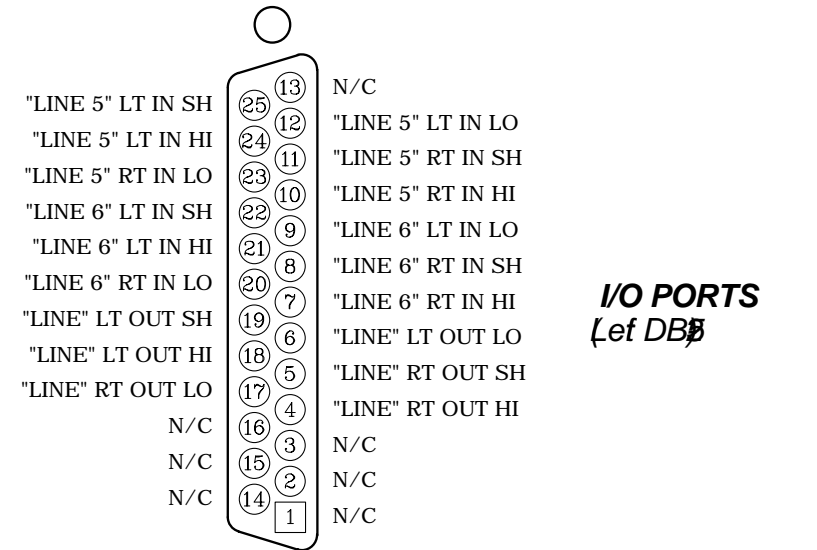 13 N/C
"LINE 5" LT IN SH 25
12 "LINE 5" LT IN LO
"LINE 5" LT IN HI 24
11 "LINE 5" RT IN SH
"LINE 5" RT IN LO 23
10 "LINE 5" RT IN HI
"LINE 6" LT IN SH 22
9 "LINE 6" LT IN LO
"LINE 6" LT IN HI 21
8 "LINE 6" RT IN SH
"LINE 6" RT IN LO 20
7 "LINE 6" RT IN HI
"LINE" LT OUT SH 19
6 "LINE" LT OUT LO
"LINE" LT OUT HI 18
5 "LINE" RT OUT SH
"LINE" RT OUT LO 17
4 "LINE" RT OUT HI
N/C 16
3 N/C
N/C 15
2 N/C
N/C 14
1 N/C
I/O PORTS